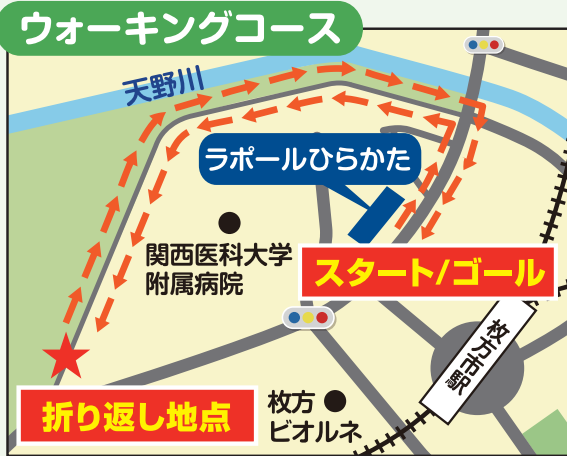 ウォーキングコース
天野川
ラポールひらかた
関西医科大学
附属病院
スタート/ゴール
枚方市駅
折り返し地点
枚方
ビオルネ